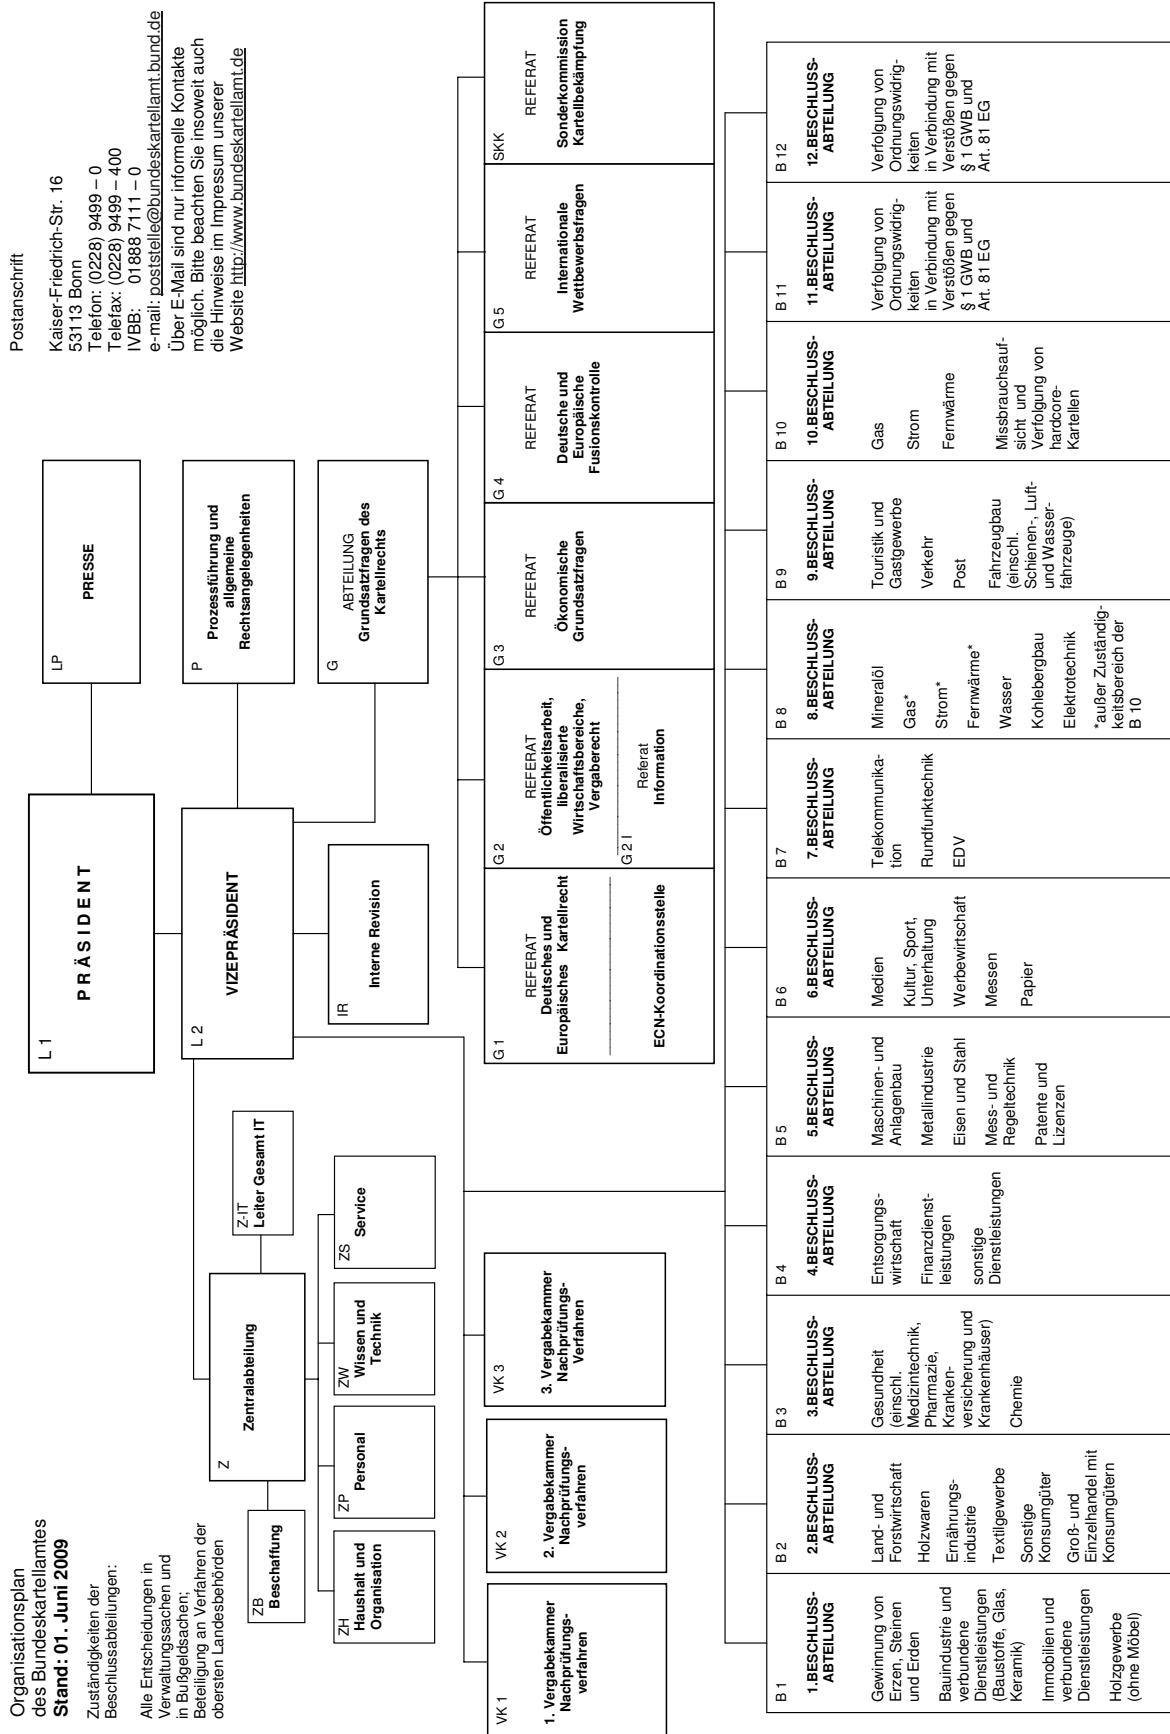 Organisationsplan
des Bundeskartellamtes
Stand: 01. Juni 2009
Zuständigkeiten der
Beschlussabteilungen:
Alle Entscheidungen in
Verwaltungssachen und
in Bußgeldsachen;
Beteiligung an Verfahren der
obersten Landesbehörden
L 1
PRÄSIDENT
LP
PRESSE
Postanschrift
Kaiser-Friedrich-Str. 16
53113 Bonn
Telefon: (0228) 9499 – 0
Telefax: (0228) 9499 – 400
IVBB: 01888 7111 – 0
e-mail: poststelle@bundeskartellamt.bund.de
Über E-Mail sind nur informelle Kontakte
möglich. Bitte beachten Sie insoweit auch
die Hinweise im Impressum unserer
Website http://www.bundeskartellamt.de
L 2
VIZEPRÄSIDENT
P
Prozessführung und
allgemeine
Rechtsangelegenheiten
IR
Interne Revision
G
ABTEILUNG
Grundsatzfragen des
Kartellrechts
Z
Zentralabteilung
Z-IT
Leiter Gesamt IT
ZB
Beschaffung
ZH
Haushalt und
Organisation
ZP
Personal
ZW
Wissen und
Technik
ZS
Service
VK 1
1. Vergabekammer
Nachprüfungs-
verfahren
VK 2
2. Vergabekammer
Nachprüfungs-
verfahren
VK 3
3. Vergabekammer
Nachprüfungs-
Verfahren
G 1
REFERAT
Deutsches und
Europäisches Kartellrecht
ECN-Koordinationsstelle
G 2
REFERAT
Öffentlichkeitsarbeit,
liberalisierte
Wirtschaftsbereiche,
Vergaberecht
G 2 I
Referat
Information
G 3
REFERAT
Ökonomische
Grundsatzfragen
G 4
REFERAT
Deutsche und
Europäische
Fusionskontrolle
G 5
REFERAT
Internationale
Wettbewerbsfragen
SKK
REFERAT
Sonderkommission
Kartellbekämpfung
B 1
1.BESCHLUSS-
ABTEILUNG
Gewinnung von
Erzen, Steinen
und Erden
Bauindustrie und
verbundene
Dienstleistungen
(Baustoffe, Glas,
Keramik)
Immobilien und
verbundene
Dienstleistungen
Holzgewerbe
(ohne Möbel)
B 2
2.BESCHLUSS-
ABTEILUNG
Land- und
Forstwirtschaft
Holzwaren
Ernährungs-
industrie
Textilgewerbe
Sonstige
Konsumgüter
Groß- und
Einzelhandel mit
Konsumgütern
B 3
3.BESCHLUSS-
ABTEILUNG
Gesundheit
(einschl.
Medizintechnik,
Pharmazie,
Kranken-
versicherung und
Krankenhäuser)
Chemie
B 4
4.BESCHLUSS-
ABTEILUNG
Entsorgungs-
wirtschaft
Finanzdienst-
leistungen
sonstige
Dienstleistungen
B 5
5.BESCHLUSS-
ABTEILUNG
Maschinen- und
Anlagenbau
Metallindustrie
Eisen und Stahl
Mess- und
Regeltechnik
Patente und
Lizenzen
B 6
6.BESCHLUSS-
ABTEILUNG
Medien
Kultur, Sport,
Unterhaltung
Werbewirtschaft
Messen
Papier
B 7
7.BESCHLUSS-
ABTEILUNG
Telekommunika-
tion
Rundfunktechnik
EDV
B 8
8.BESCHLUSS-
ABTEILUNG
Mineralöl
Gas*
Strom*
Fernwärme*
Wasser
Kohlebergbau
Elektrotechnik
*außer Zuständig-
keitsbereich der
B 10
B 9
9.BESCHLUSS-
ABTEILUNG
Touristik und
Gastgewerbe
Verkehr
Post
Fahrzeugbau
(einschl.
Schienen-, Luft-
und Wasser-
fahrzeuge)
B 10
10.BESCHLUSS-
ABTEILUNG
Gas
Strom
Fernwärme
Missbrauchsauf-
sicht und
Verfolgung von
hardcore-
Kartellen
B 11
11.BESCHLUSS-
ABTEILUNG
Verfolgung von
Ordnungswidrig-
keiten
in Verbindung mit
Verstößen gegen
§ 1 GWB und
Art. 81 EG
B 12
12.BESCHLUSS-
ABTEILUNG
Verfolgung von
Ordnungswidrig-
keiten
in Verbindung mit
Verstößen gegen
§ 1 GWB und
Art. 81 EG